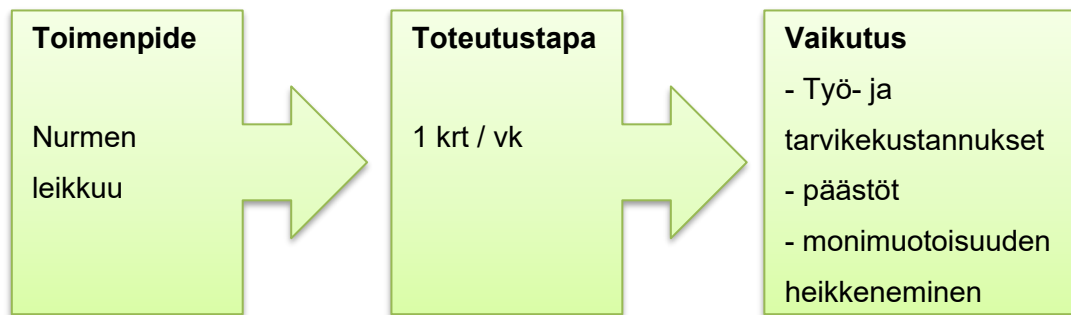 Toimenpide
Nurmen
leikkuu
Toteutustapa
1 krt / vk
Vaikutus
- Työ- ja
tarvikekustannukset
- päästöt
- monimuotoisuuden
heikkeneminen